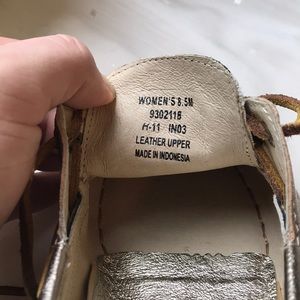 WOMEN'S 8.5M
9302116
H-11 IN03
LEATHER UPPER
MADE IN INDONESIA